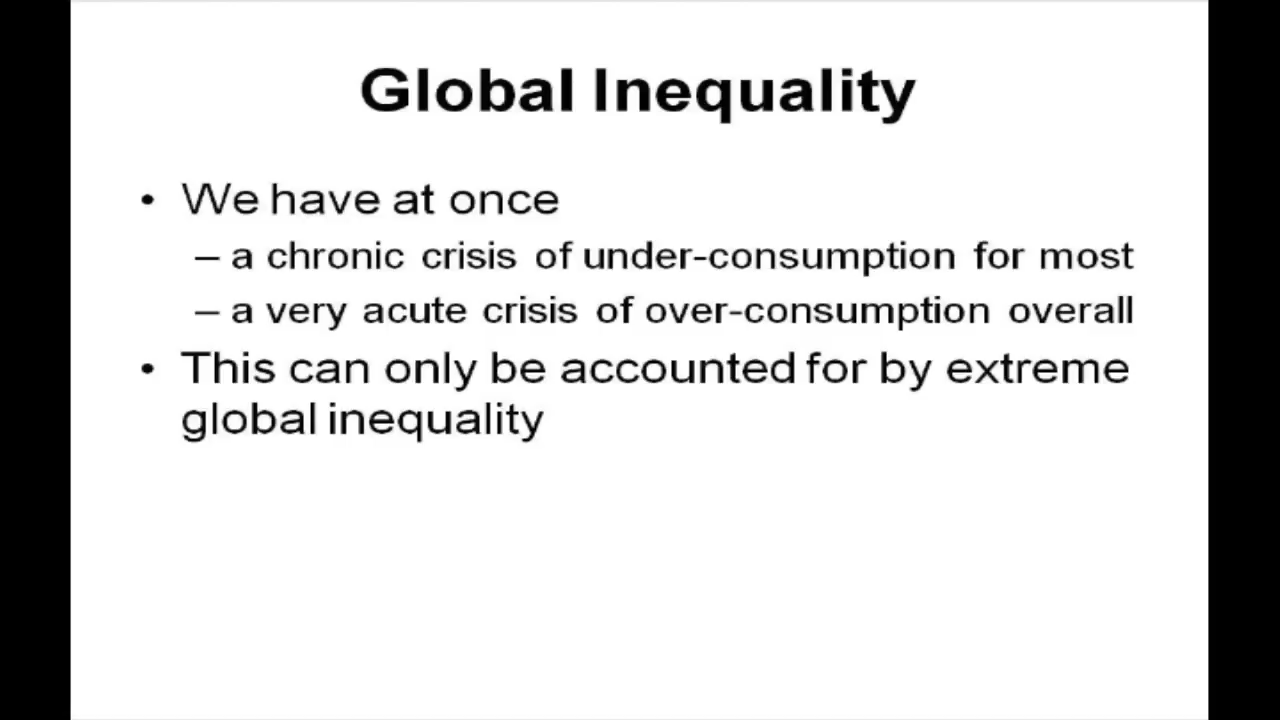 Global Inequality
• We have at once
– a chronic crisis of under-consumption for most
– a very acute crisis of over-consumption overall
• This can only be accounted for by extreme
global inequality